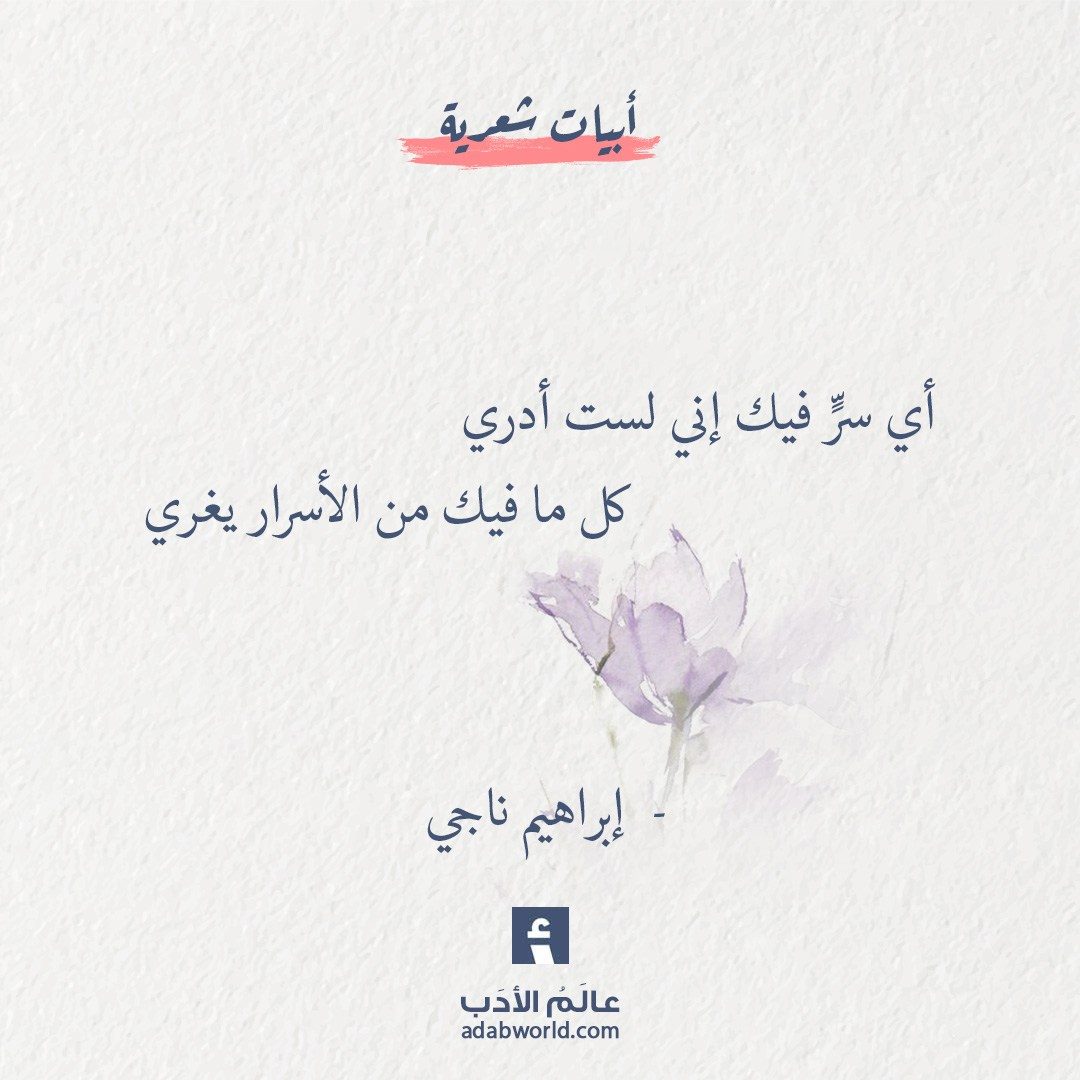 أبيات شعرية
أي سرٍّ فيك إني لست أدري
كل ما فيك من الأسرار يغري
- إبراهيم ناجي
أ
عالَمُ الأدَب
adabworld.com